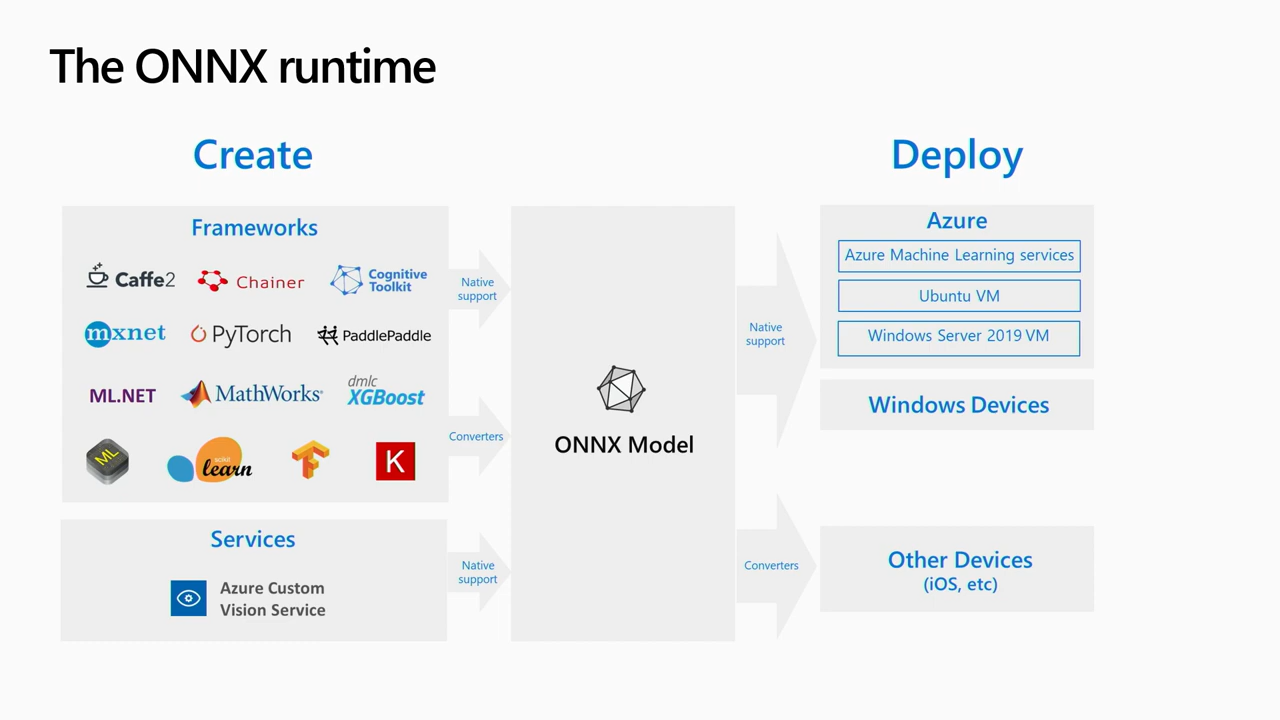 The ONNX runtime
Create
Frameworks
Caffe2
Chainer
Cognitive
Toolkit
mxnet
PyTorch
PaddlePaddle
ML.NET
MathWorks®
dmlc
XGBoost
ML
scikit
learn
K
Services
Azure Custom
Vision Service
Native
support
Converters
Native
support
ONNX Model
Native
support
Converters
Deploy
Azure
Azure Machine Learning services
Ubuntu VM
Windows Server 2019 VM
Windows Devices
Other Devices
(iOS, etc)